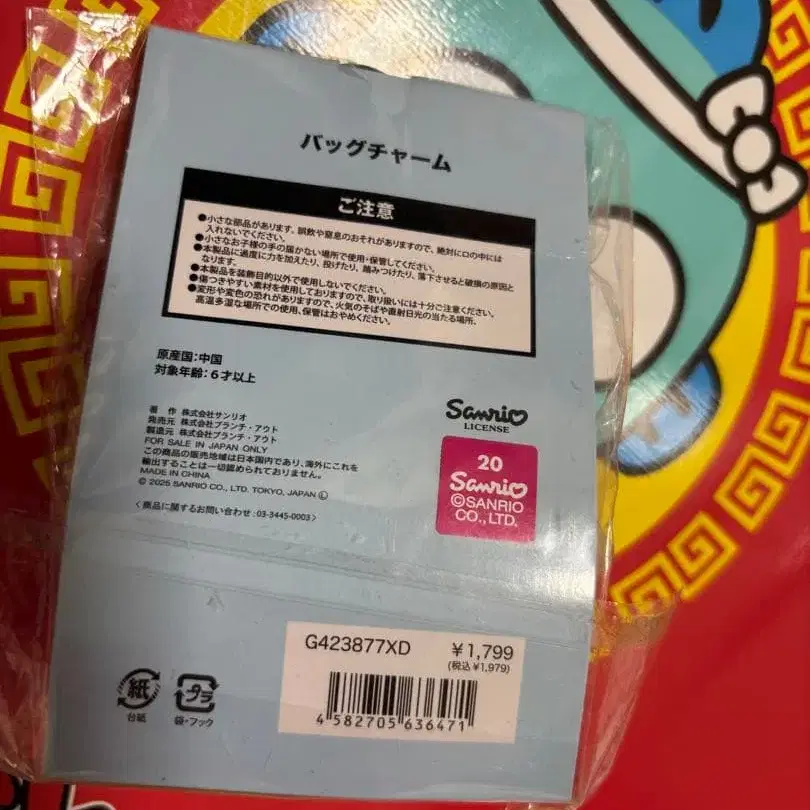 バッグチャーム
ご注意
●小さな部品があります。誤飲や窒息のおそれがありますので、絶対に口の中には
入れないでください。
●小さなお子様の手の届かない場所で使用・保管してください。
●本製品に過度に力を加えたり、投げたり、踏みつけたり、落下させると破損の原因と
なります。
●本製品を装飾目的以外で使用しないでください。
●傷つきやすい素材を使用しておりますので、取り扱いには十分ご注意ください。
●変形や変色の恐れがありますので、火気のそばや直射日光の当たる場所、
高温多湿な場所での使用、保管はおやめください。
原産国:中国
対象年齢:6才以上
著 作 株式会社サンリオ
発売元 株式会社ブランチ・アウト
製造元 株式会社ブランチ・アウト
FOR SALE IN JAPAN ONLY
この商品の販売地域は日本国内であり、海外にこれを
輸出することは一切認められておりません。
MADE IN CHINA
© 2025 SANRIO CO., LTD. TOKYO, JAPAN Ⓛ
〈商品に関するお問い合わせ:03-3445-0003〉
Sanrio
LICENSE
20
Sanrio
©SANRIO
CO., LTD.
G423877XD ¥1,799
(税込¥1,979)
4 582705 636471
紙
台紙
プラ
袋・フック